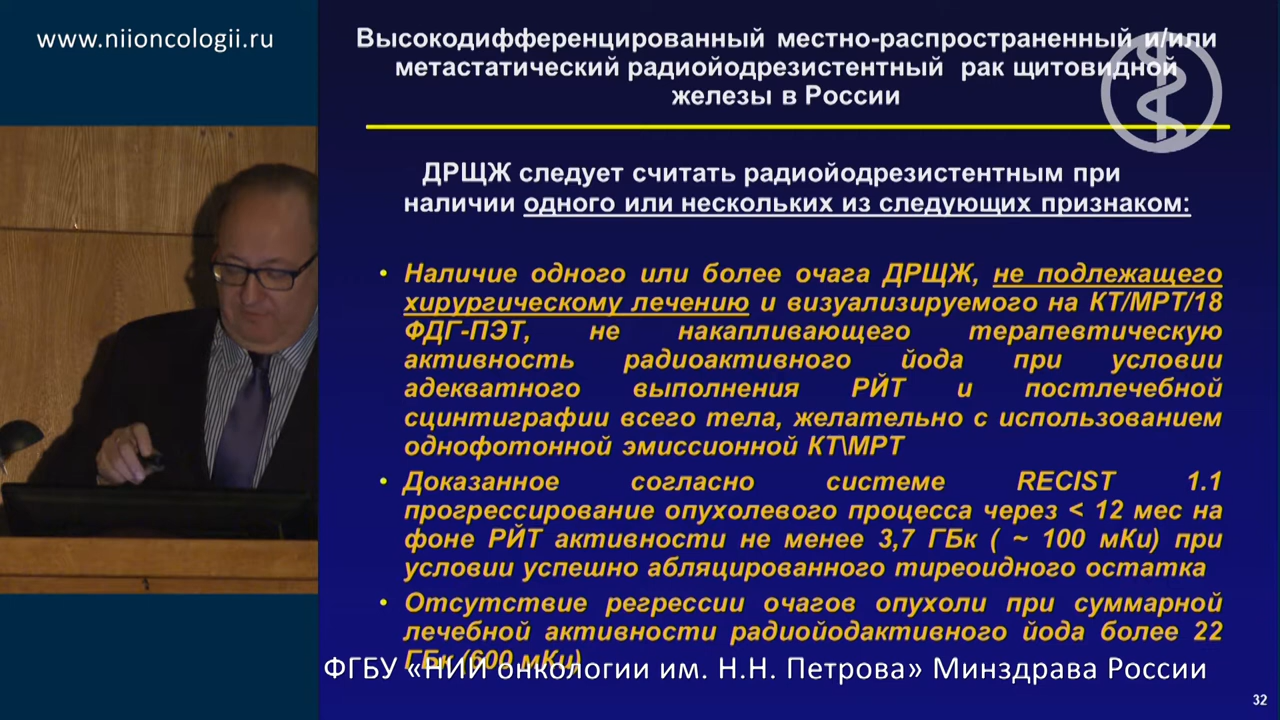 www.niioncologii.ru
Высокодифференцированный местно-распространенный и/или
метастатический радиойодрезистентный рак щитовидной
железы в России
ДРЩЖ следует считать радиойодрезистентным при
наличии одного или нескольких из следующих признаком:
• Наличие одного или более очага ДРЩЖ, не подлежащего
хирургическому лечению и визуализируемого на КТ/МРТ/18
ФДГ-ПЭТ, не накапливающего терапевтическую
активность радиоактивного йода при условии
адекватного выполнения РЙТ и постлечебной
сцинтиграфии всего тела, желательно с использованием
однофотонной эмиссионной КТ\МРТ
• Доказанное согласно системе RECIST 1.1
прогрессирование опухолевого процесса через < 12 мес на
фоне РЙТ активности не менее 3,7 ГБк ( ~ 100 мКи) при
условии успешно абляцированного тиреоидного остатка
• Отсутствие регрессии очагов опухоли при суммарной
лечебной активности радиойодактивного йода более 22
ГБк (600 мКи)
ФГБУ «НИИ онкологии им. Н.Н. Петрова» Минздрава России
32